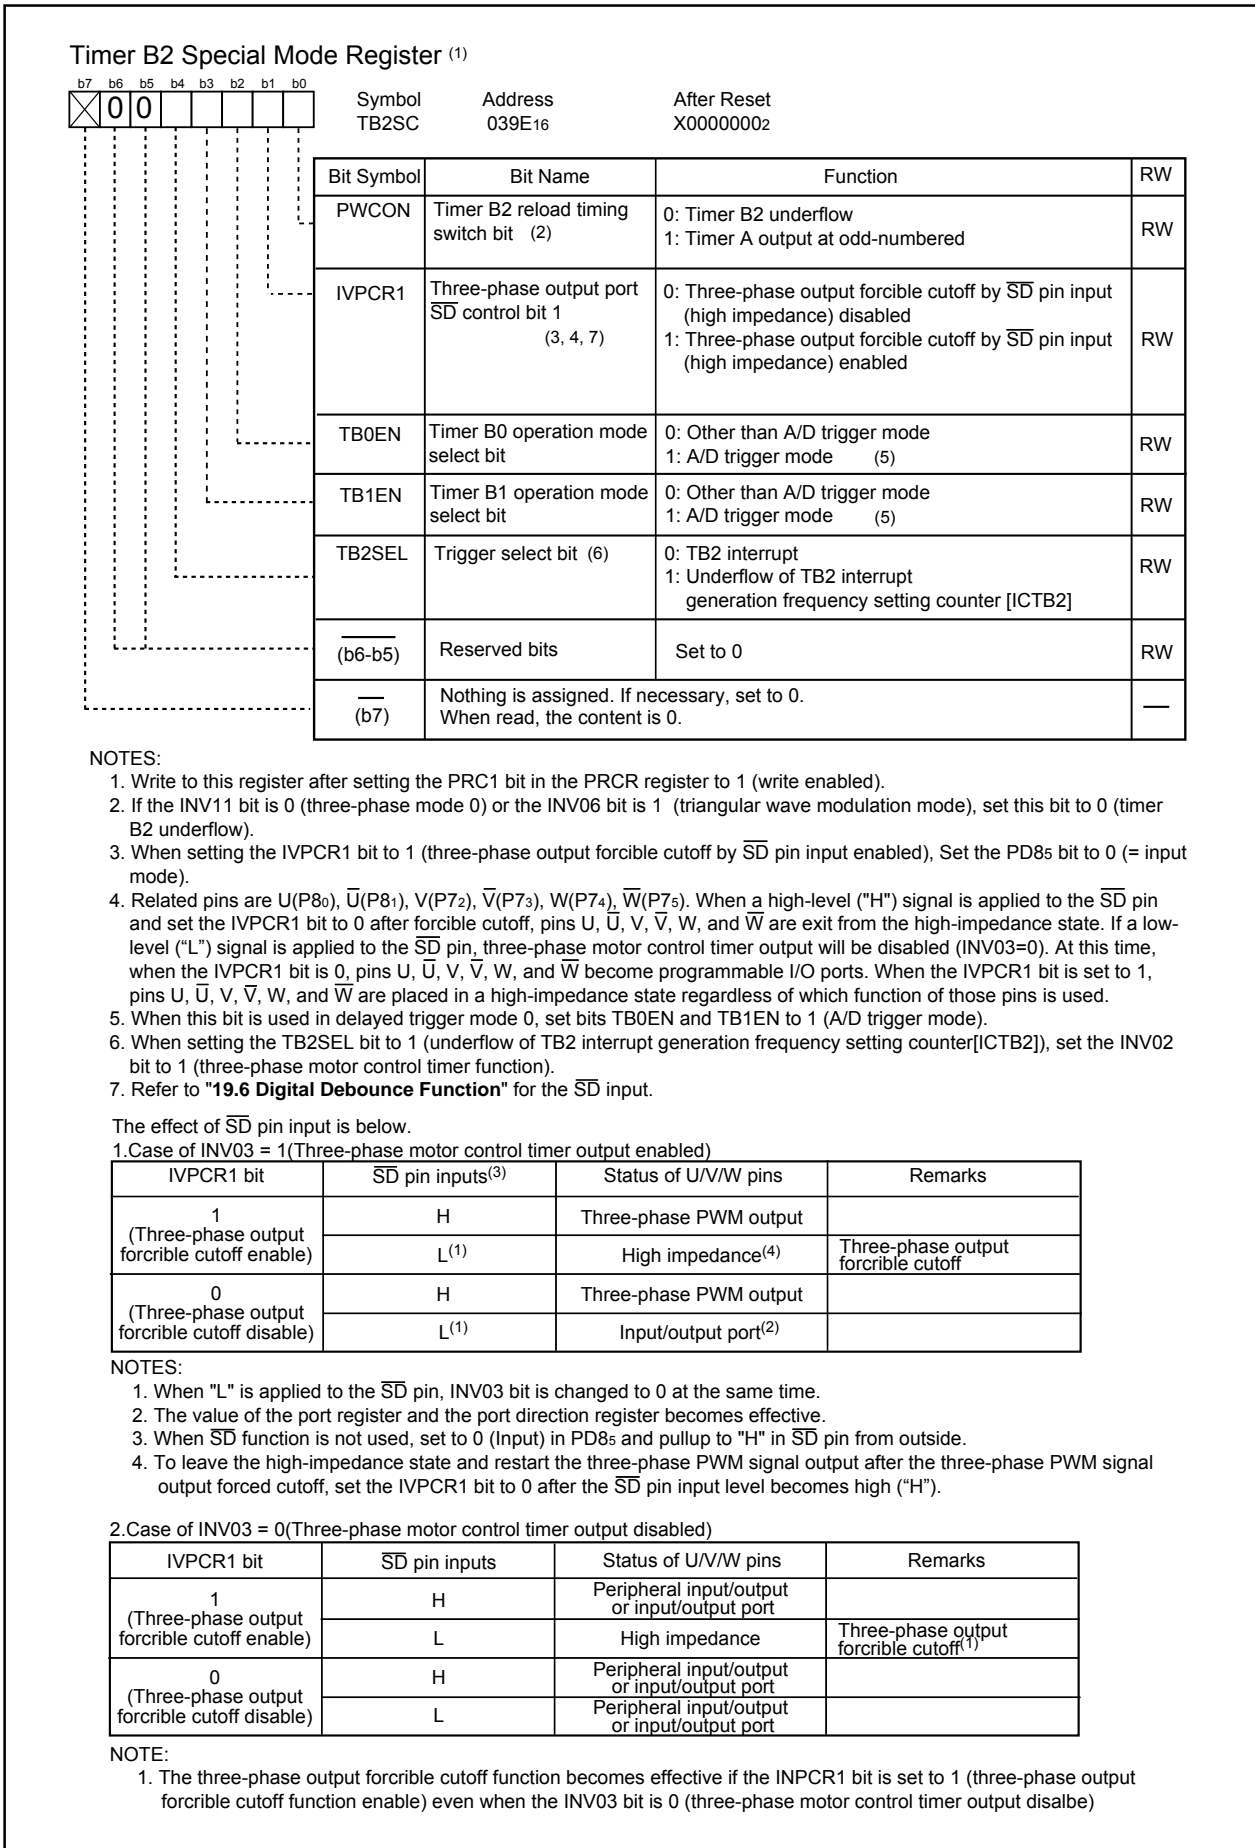 Timer B2 Special Mode Register (1)
b7 b6 b5 b4 b3 b2 b1 b0
0 0
Symbol Address After Reset
TB2SC 039E16 X00000002
Bit Symbol Bit Name Function RW
PWCON Timer B2 reload timing switch bit (2) 0: Timer B2 underflow
1: Timer A output at odd-numbered RW
IVPCR1 Three-phase output port S̅D̅ control bit 1 (3, 4, 7) 0: Three-phase output forcible cutoff by S̅D̅ pin input
(high impedance) disabled
1: Three-phase output forcible cutoff by S̅D̅ pin input
(high impedance) enabled RW
TB0EN Timer B0 operation mode select bit 0: Other than A/D trigger mode
1: A/D trigger mode (5) RW
TB1EN Timer B1 operation mode select bit 0: Other than A/D trigger mode
1: A/D trigger mode (5) RW
TB2SEL Trigger select bit (6) 0: TB2 interrupt
1: Underflow of TB2 interrupt
generation frequency setting counter [ICTB2] RW
(b6-b5) Reserved bits Set to 0 RW
(b7) Nothing is assigned. If necessary, set to 0.
When read, the content is 0. —
NOTES:
1. Write to this register after setting the PRC1 bit in the PRCR register to 1 (write enabled).
2. If the INV11 bit is 0 (three-phase mode 0) or the INV06 bit is 1 (triangular wave modulation mode), set this bit to 0 (timer
B2 underflow).
3. When setting the IVPCR1 bit to 1 (three-phase output forcible cutoff by S̅D̅ pin input enabled), Set the PD85 bit to 0 (= input
mode).
4. Related pins are U(P80), U̅(P81), V(P72), V̅(P73), W(P74), W̅(P75). When a high-level ("H") signal is applied to the S̅D̅ pin
and set the IVPCR1 bit to 0 after forcible cutoff, pins U, U̅, V, V̅, W, and W̅ are exit from the high-impedance state. If a low-
level (“L”) signal is applied to the S̅D̅ pin, three-phase motor control timer output will be disabled (INV03=0). At this time,
when the IVPCR1 bit is 0, pins U, U̅, V, V̅, W, and W̅ become programmable I/O ports. When the IVPCR1 bit is set to 1,
pins U, U̅, V, V̅, W, and W̅ are placed in a high-impedance state regardless of which function of those pins is used.
5. When this bit is used in delayed trigger mode 0, set bits TB0EN and TB1EN to 1 (A/D trigger mode).
6. When setting the TB2SEL bit to 1 (underflow of TB2 interrupt generation frequency setting counter[ICTB2]), set the INV02
bit to 1 (three-phase motor control timer function).
7. Refer to "19.6 Digital Debounce Function" for the S̅D̅ input.
The effect of S̅D̅ pin input is below.
1.Case of INV03 = 1(Three-phase motor control timer output enabled)
IVPCR1 bit S̅D̅ pin inputs(3) Status of U/V/W pins Remarks
1
(Three-phase output
forcrible cutoff enable)
H Three-phase PWM output
L(1) High impedance(4) Three-phase output
forcrible cutoff
0
(Three-phase output
forcrible cutoff disable)
H Three-phase PWM output
L(1) Input/output port(2)
NOTES:
1. When "L" is applied to the S̅D̅ pin, INV03 bit is changed to 0 at the same time.
2. The value of the port register and the port direction register becomes effective.
3. When S̅D̅ function is not used, set to 0 (Input) in PD85 and pullup to "H" in S̅D̅ pin from outside.
4. To leave the high-impedance state and restart the three-phase PWM signal output after the three-phase PWM signal
output forced cutoff, set the IVPCR1 bit to 0 after the S̅D̅ pin input level becomes high (“H”).
2.Case of INV03 = 0(Three-phase motor control timer output disabled)
IVPCR1 bit S̅D̅ pin inputs Status of U/V/W pins Remarks
1
(Three-phase output
forcrible cutoff enable)
H Peripheral input/output
or input/output port
L High impedance Three-phase output
forcrible cutoff(1)
0
(Three-phase output
forcrible cutoff disable)
H Peripheral input/output
or input/output port
L Peripheral input/output
or input/output port
NOTE:
1. The three-phase output forcrible cutoff function becomes effective if the INPCR1 bit is set to 1 (three-phase output
forcrible cutoff function enable) even when the INV03 bit is 0 (three-phase motor control timer output disalbe)